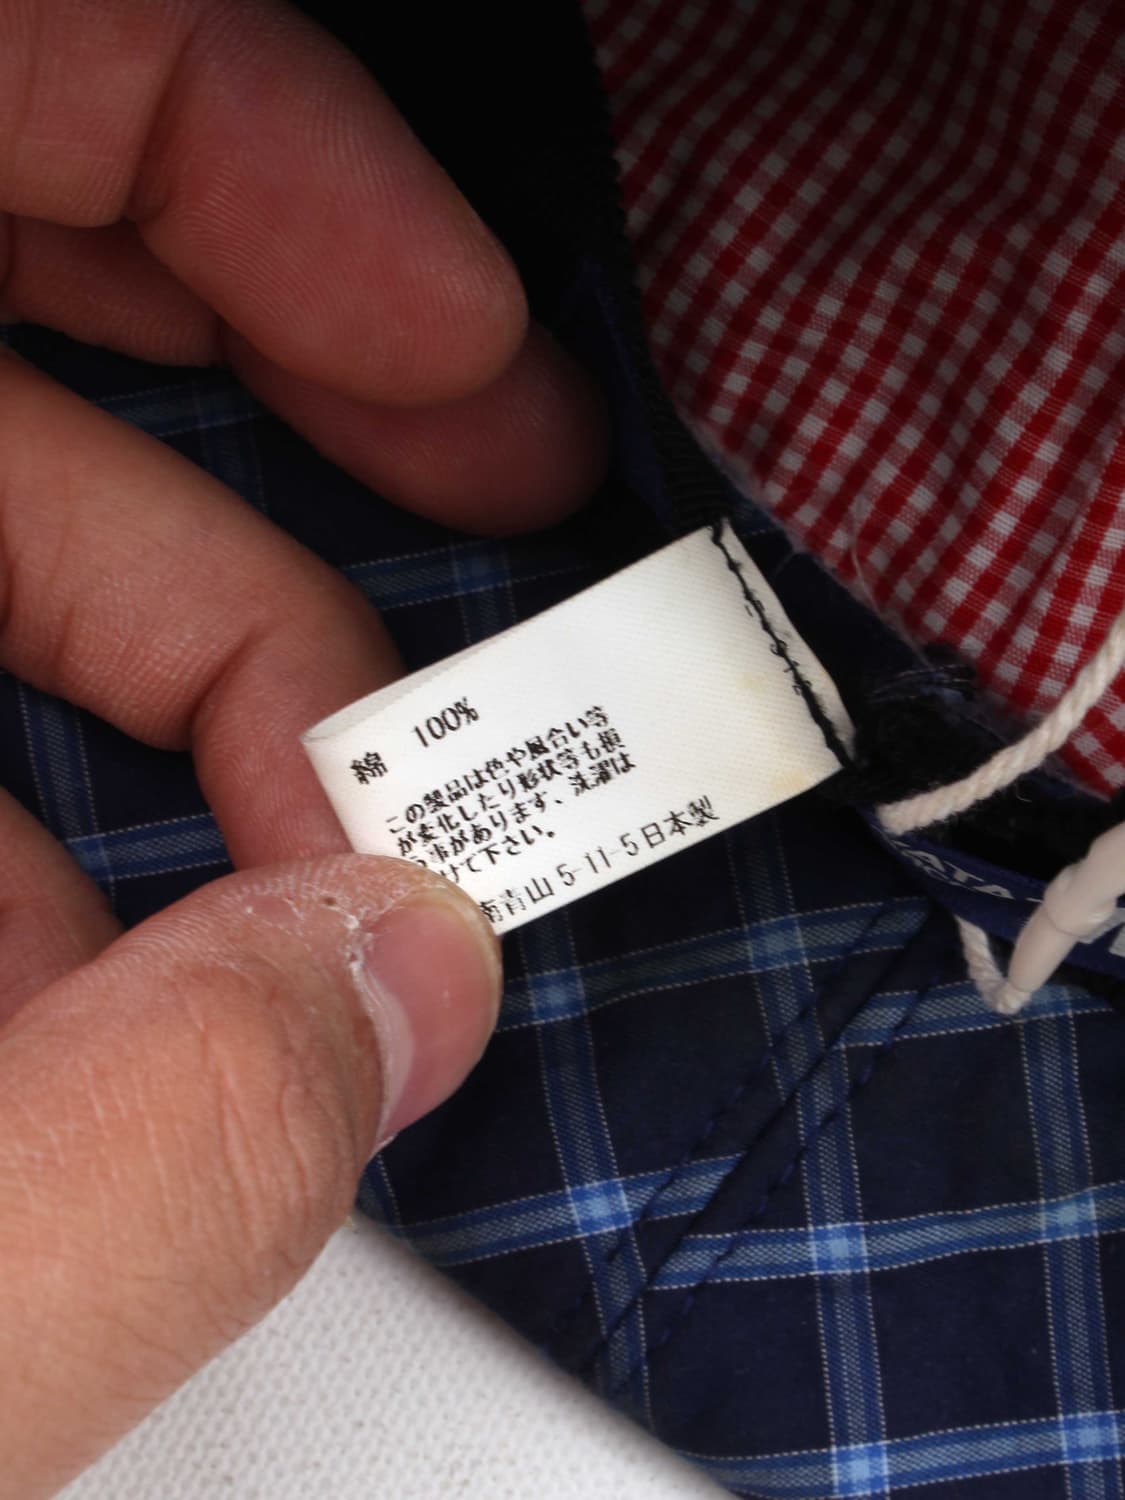 綿 100%
この製品は色や風合い等
が変化したり形状等も損
う事があります、洗濯は
けて下さい。
南青山 5-11-5日本製